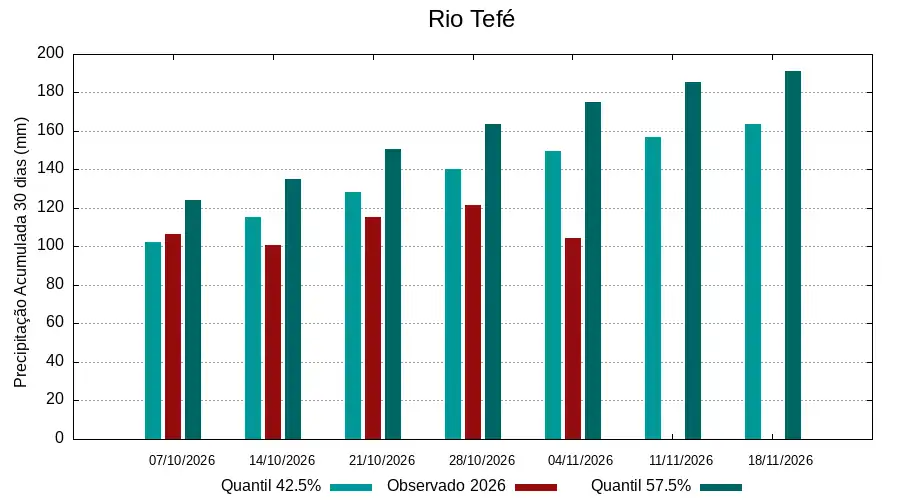 Rio Tefé
Precipitação Acumulada 30 dias (mm)
200
180
160
140
120
100
80
60
40
20
0
07/10/2026 14/10/2026 21/10/2026 28/10/2026 04/11/2026 11/11/2026 18/11/2026
Quantil 42.5% Observado 2026 Quantil 57.5%